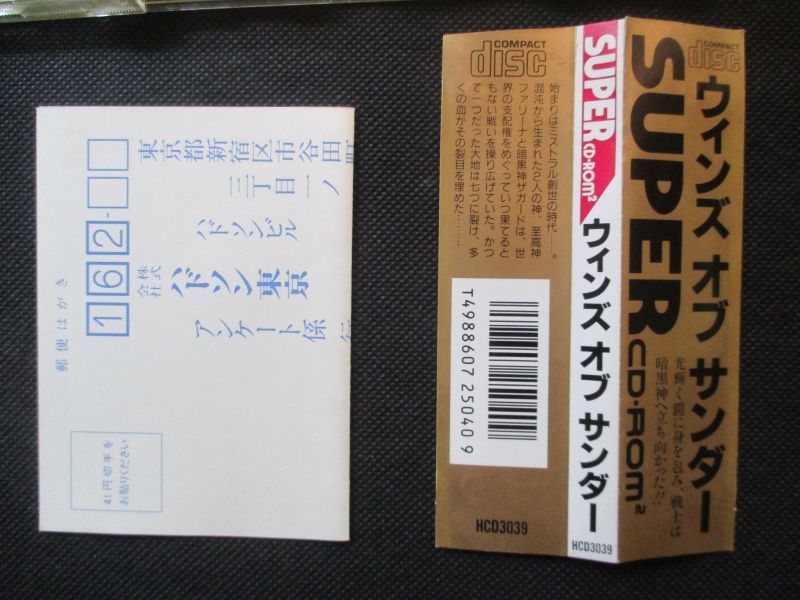 郵便はがき
162-
東京都新宿区市谷田町
三丁目一ノ
ハドソンビル
株式会社
ハドソン東京
アンケート係
行
41円切手を
お貼りください
COMPACT
disc
始まりはミストラル創世の時代──。
混沌から生まれた2人の神、至高神
ファリーナと暗黒神ザガードは、世
界の支配権をめぐっていつ果てると
もない戦いを操り広げていた。かつ
て一つだった大地は七つに裂け、多
くの血がその裂目を埋めた………
T4988607 25040 9
HCD3039
SUPER CD-ROM²
ウィンズ オブ サンダー
HCD3039
COMPACT
disc
ウィンズ オブ サンダー
SUPER CD-ROM²
光輝く鎧に身を包み、戦士は
暗黒神へ立ち向かった!!